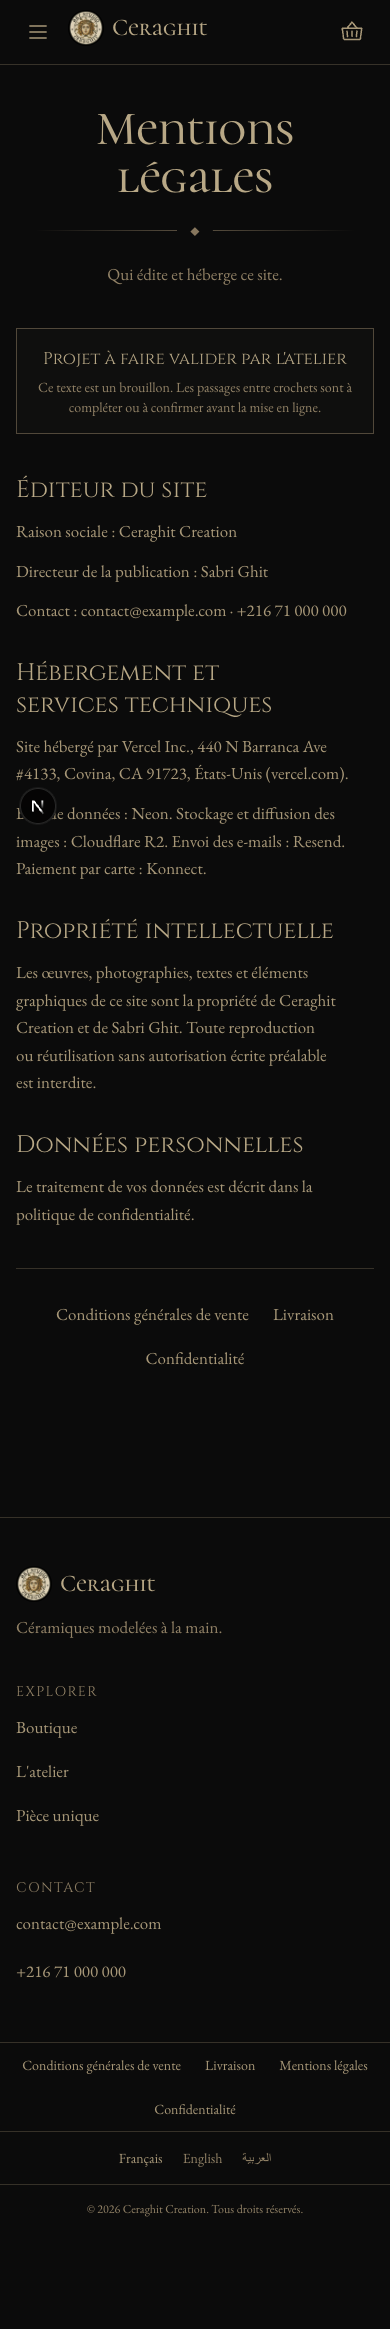 Ceraghit
Mentions
légales
Qui édite et héberge ce site.
Projet à faire valider par l'atelier
Ce texte est un brouillon. Les passages entre crochets sont à
compléter ou à confirmer avant la mise en ligne.
Éditeur du site
Raison sociale : Ceraghit Creation
Directeur de la publication : Sabri Ghit
Contact : contact@example.com · +216 71 000 000
Hébergement et
services techniques
Site hébergé par Vercel Inc., 440 N Barranca Ave
#4133, Covina, CA 91723, États-Unis (vercel.com).
N
données : Neon. Stockage et diffusion des
images : Cloudflare R2. Envoi des e-mails : Resend.
Paiement par carte : Konnect.
Propriété intellectuelle
Les œuvres, photographies, textes et éléments
graphiques de ce site sont la propriété de Ceraghit
Creation et de Sabri Ghit. Toute reproduction
ou réutilisation sans autorisation écrite préalable
est interdite.
Données personnelles
Le traitement de vos données est décrit dans la
politique de confidentialité.
Conditions générales de vente Livraison
Confidentialité
Ceraghit
Céramiques modelées à la main.
EXPLORER
Boutique
L'atelier
Pièce unique
CONTACT
contact@example.com
+216 71 000 000
Conditions générales de vente Livraison Mentions légales
Confidentialité
Français English العربية
© 2026 Ceraghit Creation. Tous droits réservés.